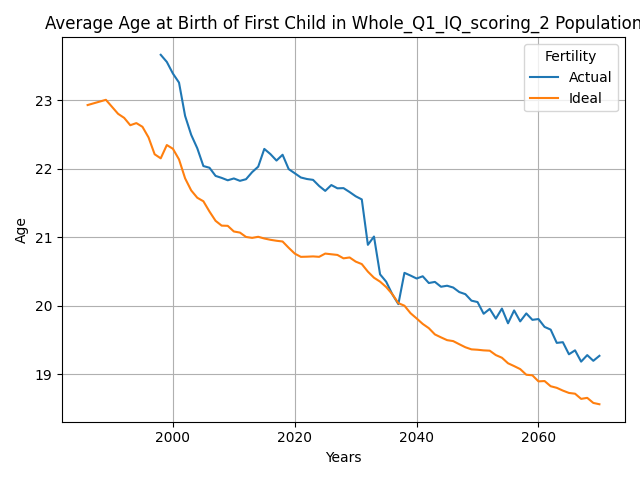 Average Age at Birth of First Child in Whole_Q1_IQ_scoring_2 Population
Fertility
Actual
Ideal
Age
23
22
21
20
19
2000
2020
2040
2060
Years